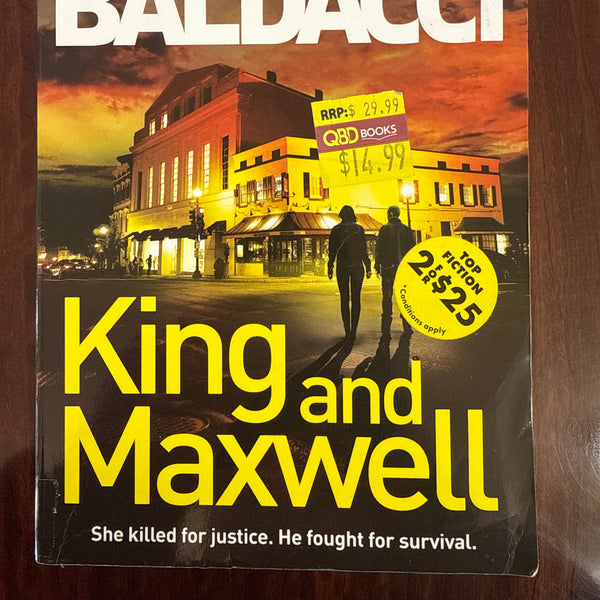 BALDACCI
RRP:$ 29.99
QBD BOOKS
$14.99
TOP
FICTION
2 FOR $25
*Conditions apply
King and
Maxwell
She killed for justice. He fought for survival.